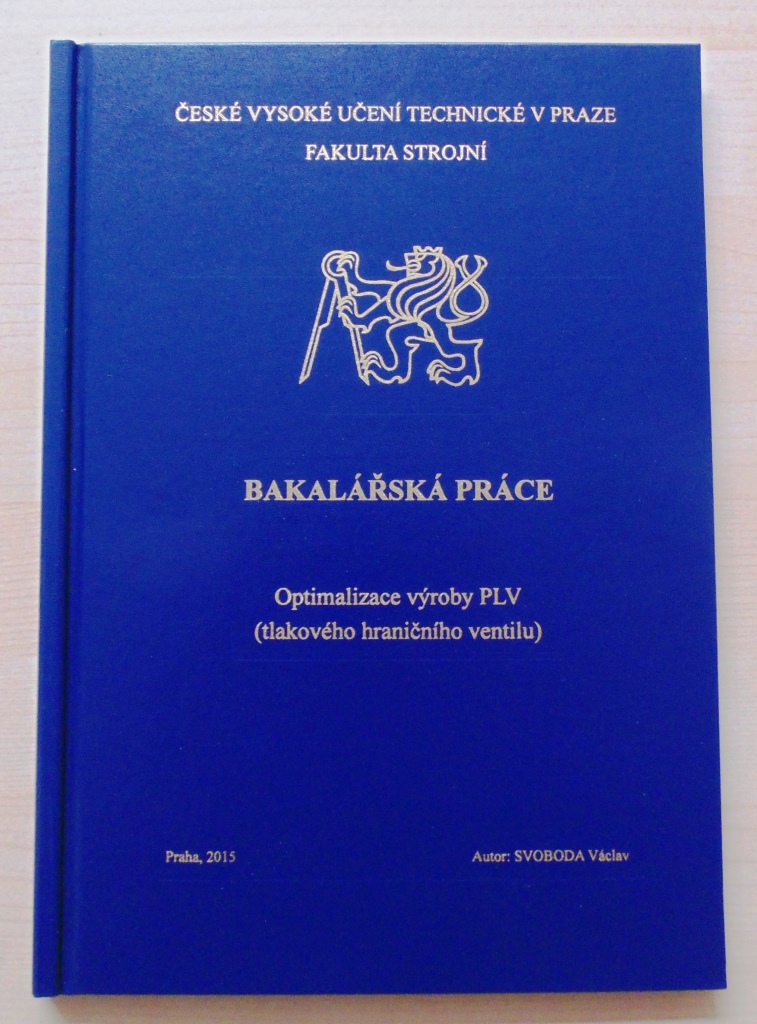 ČESKÉ VYSOKÉ UČENÍ TECHNICKÉ V PRAZE
FAKULTA STROJNÍ
BAKALÁŘSKÁ PRÁCE
Optimalizace výroby PLV
(tlakového hraničního ventilu)
Praha, 2015
Autor: SVOBODA Václav